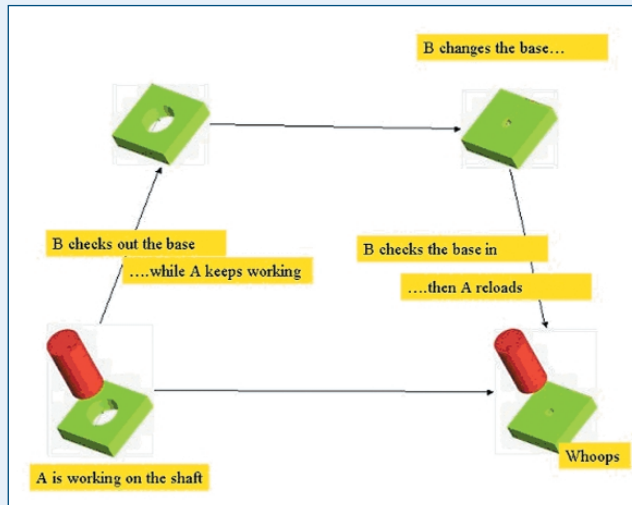 B changes the base…
B checks out the base
….while A keeps working
B checks the base in
….then A reloads
A is working on the shaft
Whoops